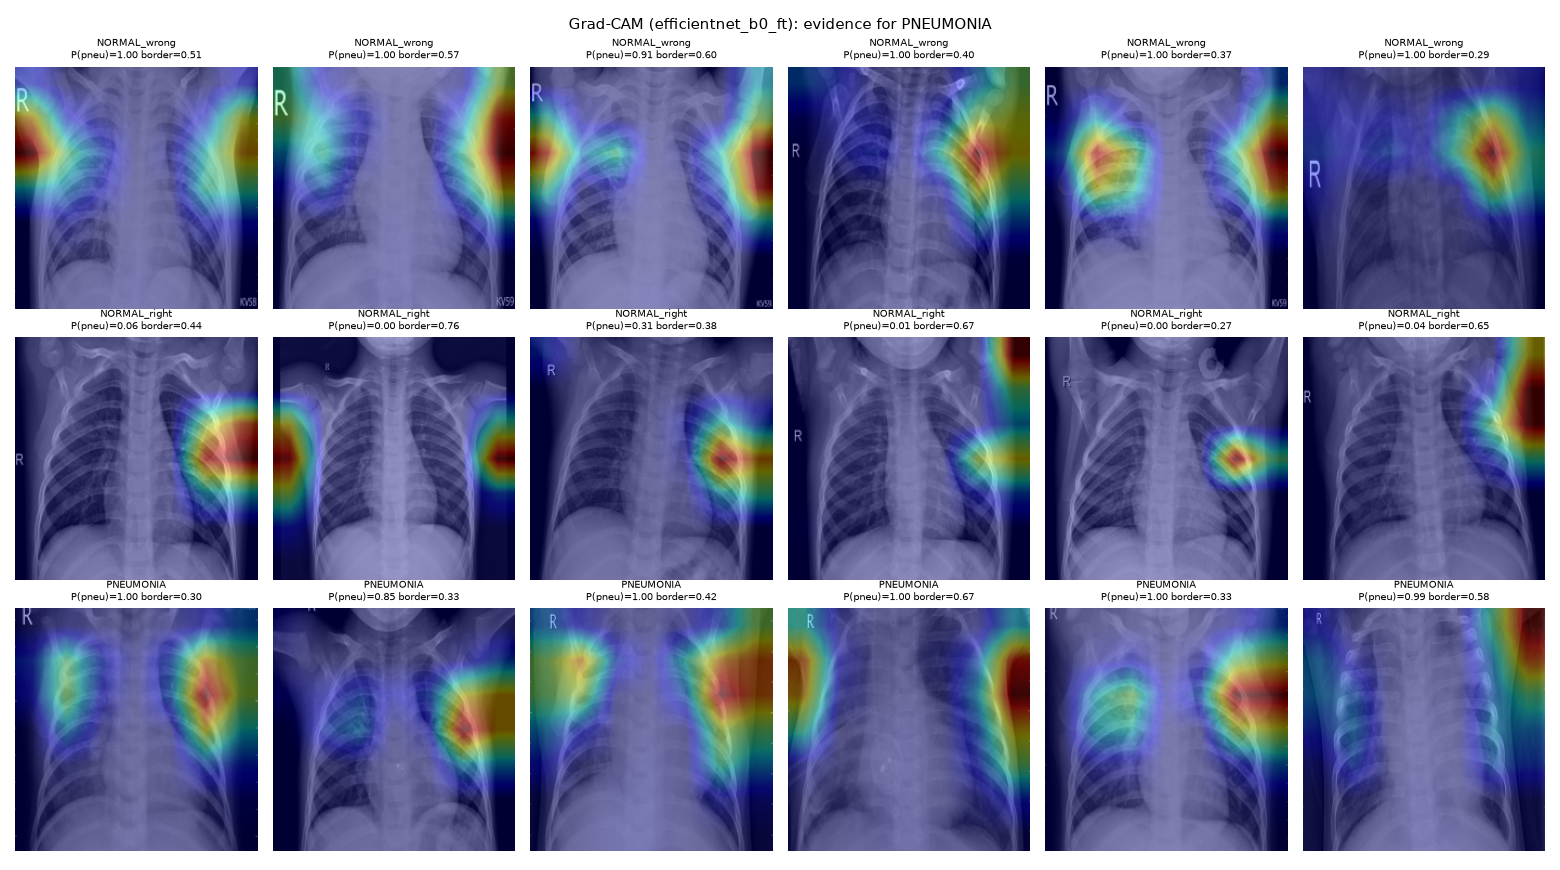 Grad-CAM (efficientnet_b0_ft): evidence for PNEUMONIA
NORMAL_wrong
P(pneu)=1.00 border=0.51
NORMAL_wrong
P(pneu)=1.00 border=0.57
NORMAL_wrong
P(pneu)=0.91 border=0.60
NORMAL_wrong
P(pneu)=1.00 border=0.40
NORMAL_wrong
P(pneu)=1.00 border=0.37
NORMAL_wrong
P(pneu)=1.00 border=0.29
R
R
R
R
R
R
KV58
KV59
KV59
KV59
NORMAL_right
P(pneu)=0.06 border=0.44
NORMAL_right
P(pneu)=0.00 border=0.76
NORMAL_right
P(pneu)=0.31 border=0.38
NORMAL_right
P(pneu)=0.01 border=0.67
NORMAL_right
P(pneu)=0.00 border=0.27
NORMAL_right
P(pneu)=0.04 border=0.65
R
R
R
R
R
R
PNEUMONIA
P(pneu)=1.00 border=0.30
PNEUMONIA
P(pneu)=0.85 border=0.33
PNEUMONIA
P(pneu)=1.00 border=0.42
PNEUMONIA
P(pneu)=1.00 border=0.67
PNEUMONIA
P(pneu)=1.00 border=0.33
PNEUMONIA
P(pneu)=0.99 border=0.58
R
R
R
R
R
R